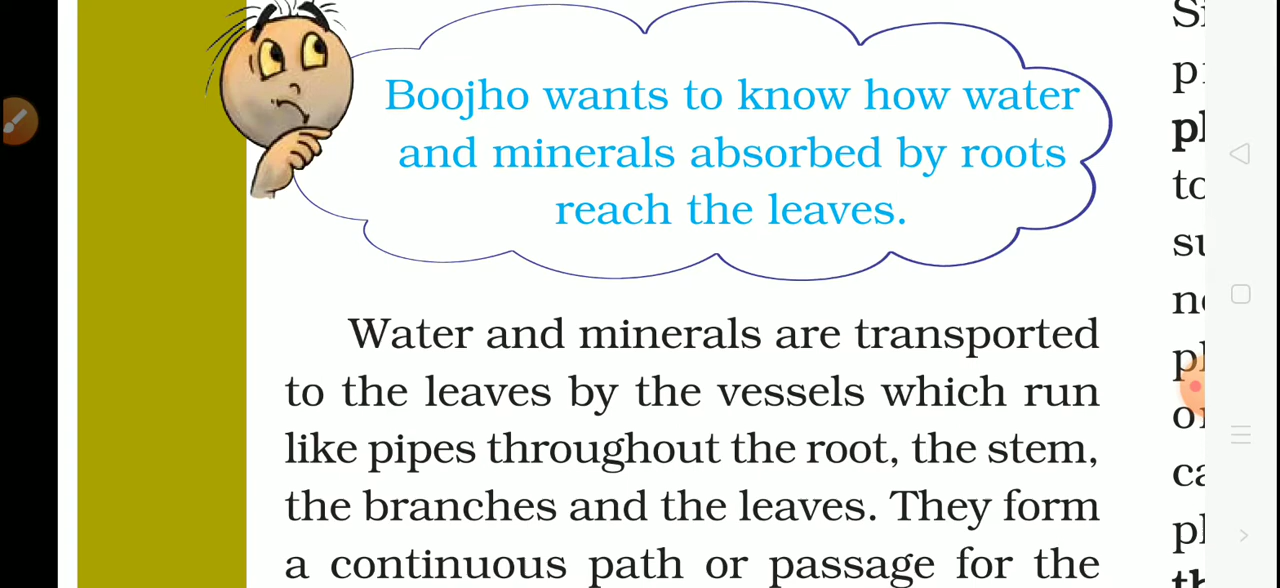 Boojho wants to know how water
and minerals absorbed by roots
reach the leaves.
Water and minerals are transported
to the leaves by the vessels which run
like pipes throughout the root, the stem,
the branches and the leaves. They form
a continuous path or passage for the